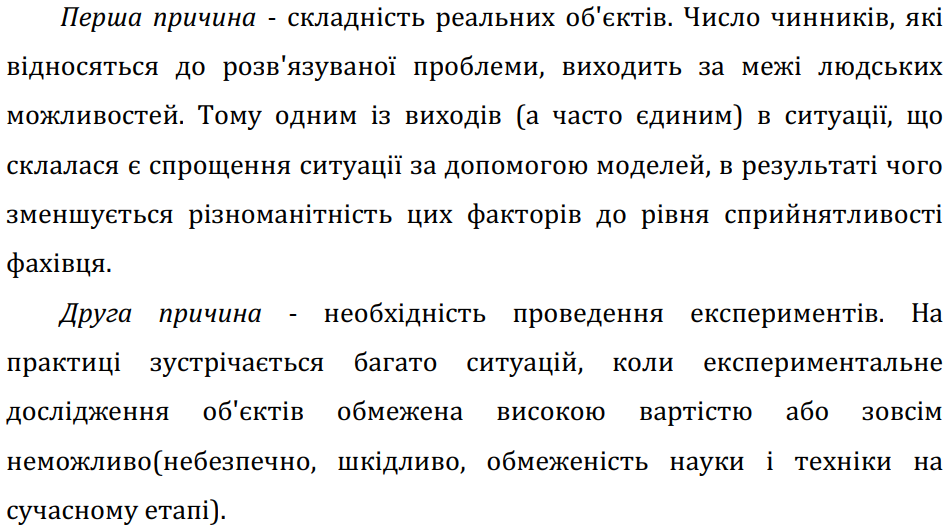 Перша причина - складність реальних об'єктів. Число чинників, які
відносяться до розв'язуваної проблеми, виходить за межі людських
можливостей. Тому одним із виходів (а часто єдиним) в ситуації, що
склалася є спрощення ситуації за допомогою моделей, в результаті чого
зменшується різноманітність цих факторів до рівня сприйнятливості
фахівця.
Друга причина - необхідність проведення експериментів. На
практиці зустрічається багато ситуацій, коли експериментальне
дослідження об'єктів обмежена високою вартістю або зовсім
неможливо(небезпечно, шкідливо, обмеженість науки і техніки на
сучасному етапі).